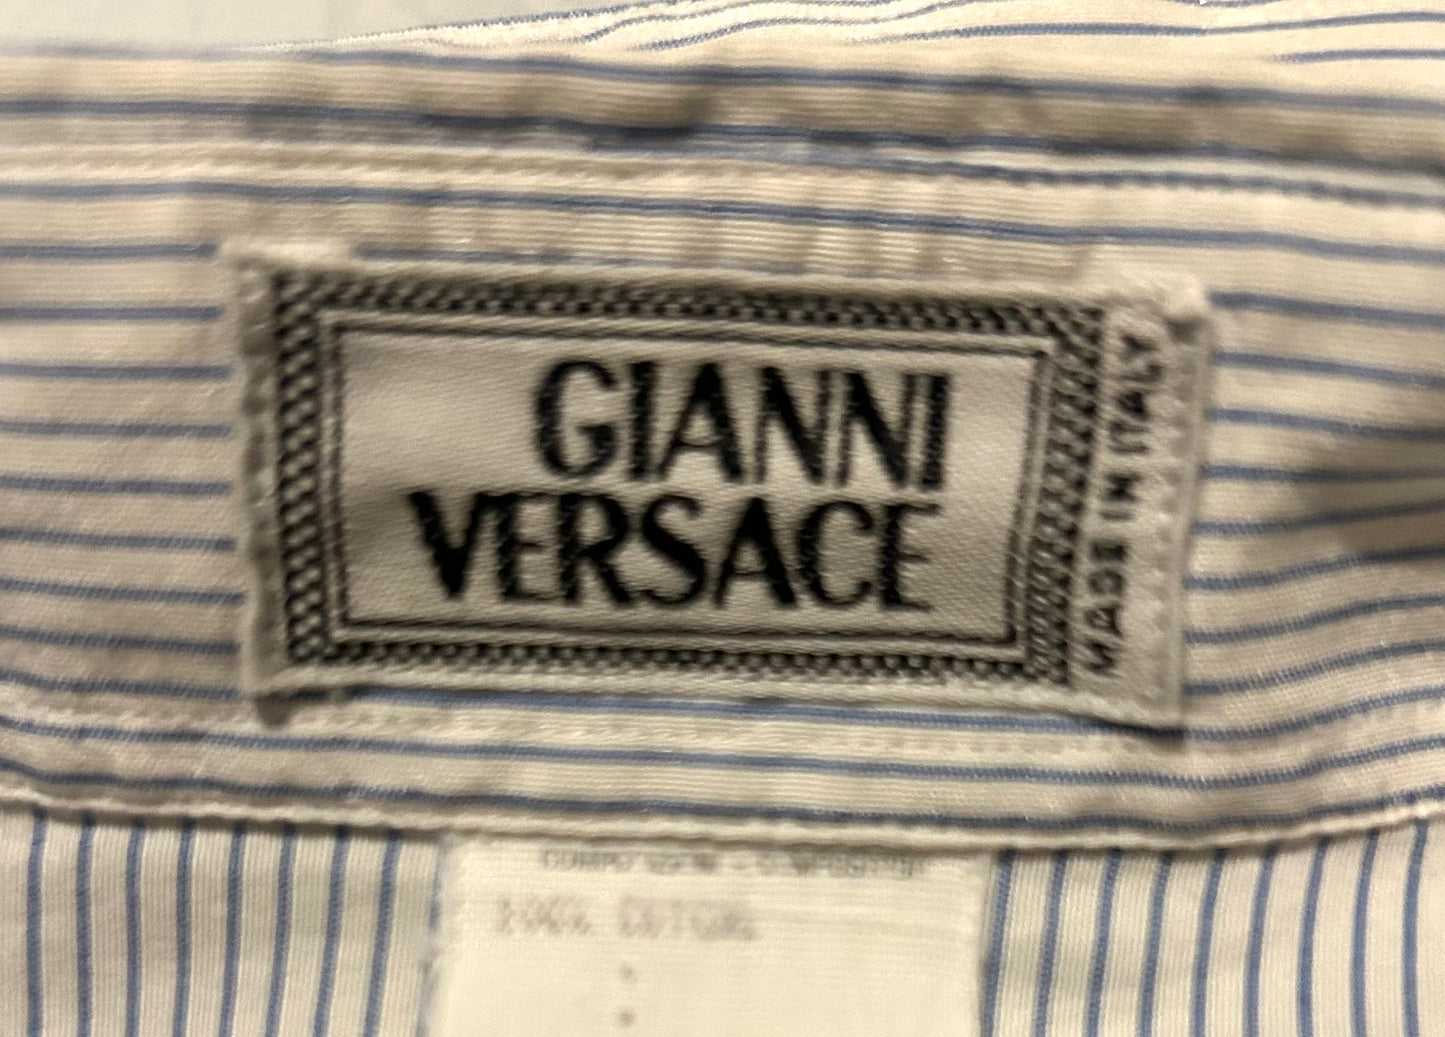 GIANNI
VERSACE
MADE IN ITALY
100% COTONE